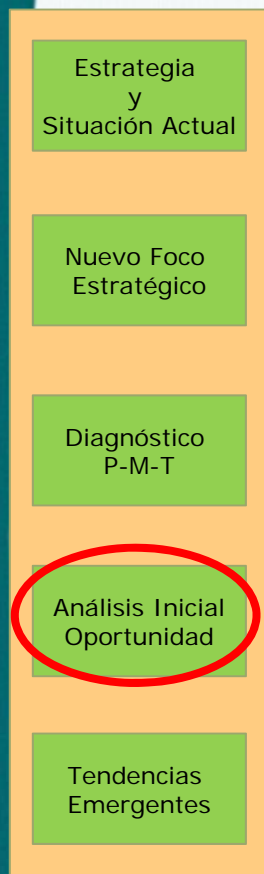 Estrategia
y
Situación Actual
Nuevo Foco
Estratégico
Diagnóstico
P-M-T
Análisis Inicial
Oportunidad
Tendencias
Emergentes